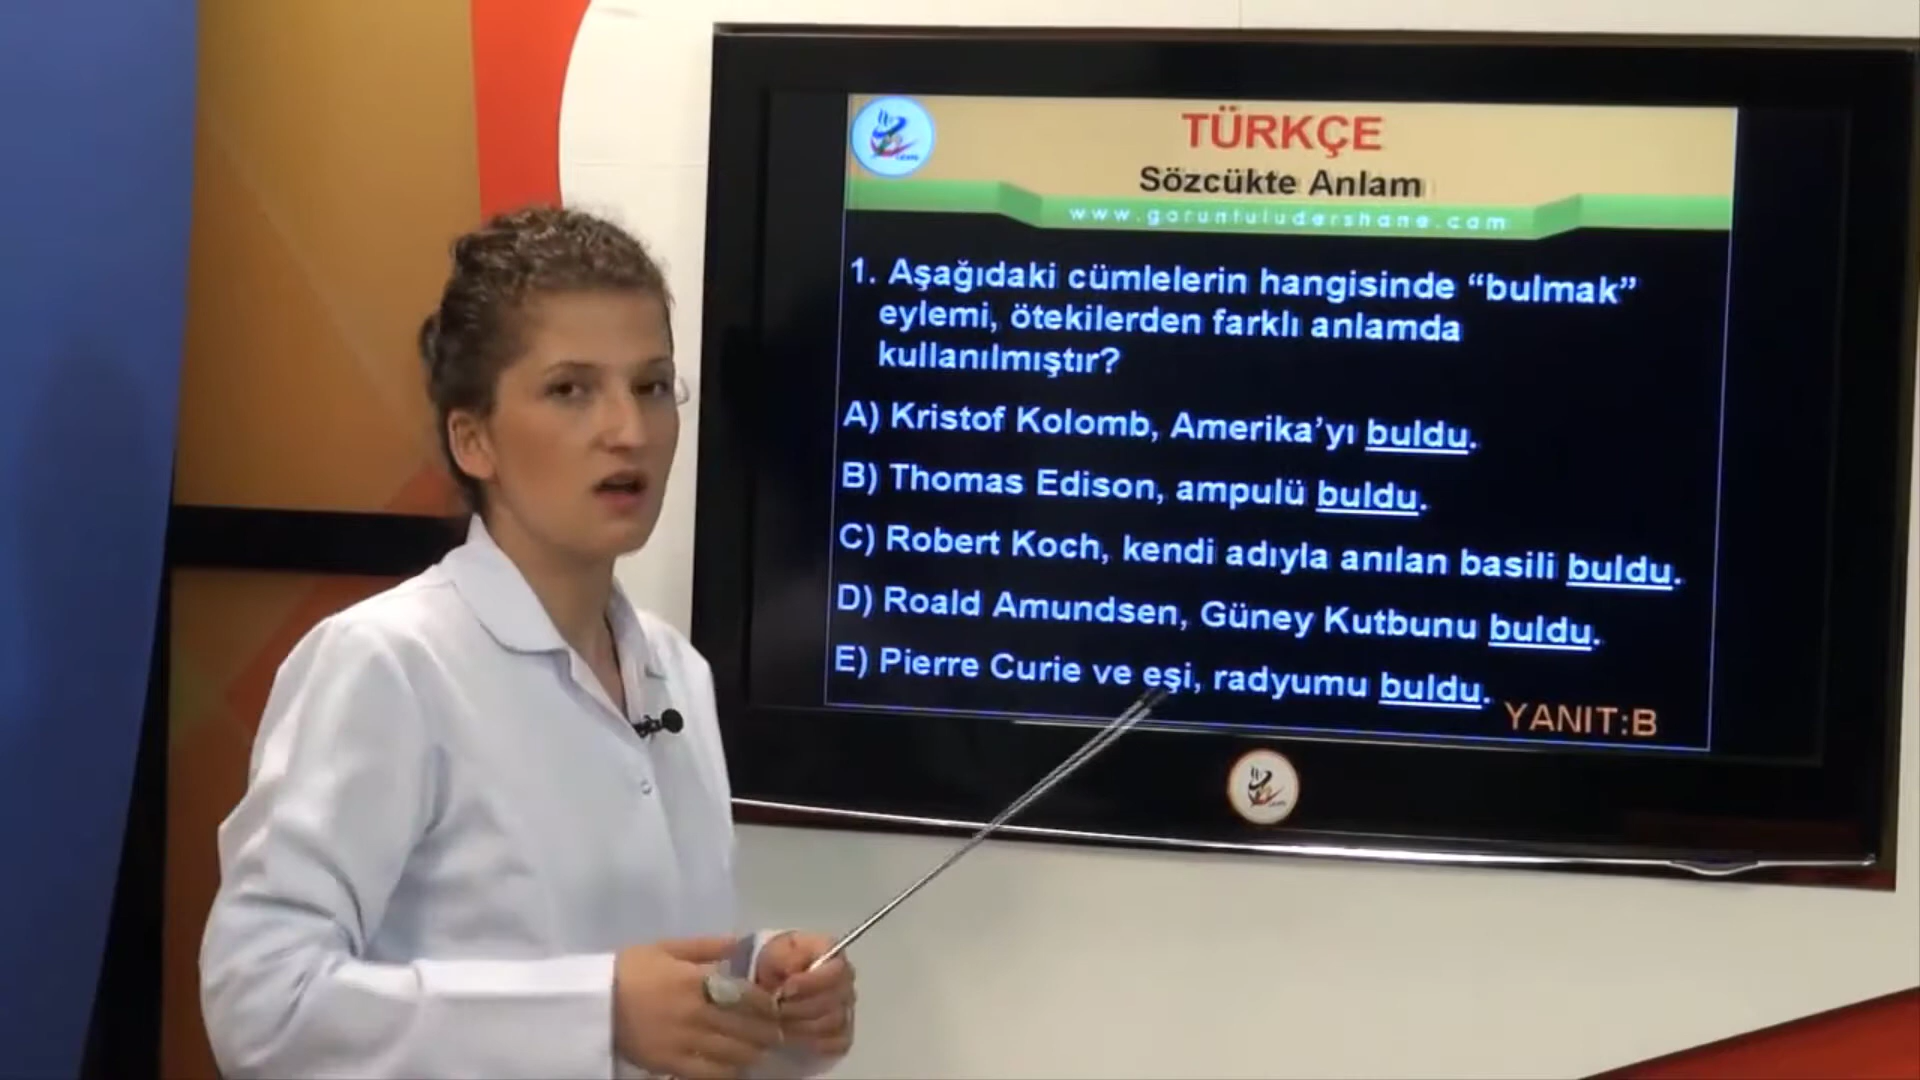 TÜRKÇE
Sözcükte Anlam
www.goruntuludershane.com
1. Aşağıdaki cümlelerin hangisinde “bulmak”
eylemi, ötekilerden farklı anlamda
kullanılmıştır?
A) Kristof Kolomb, Amerika’yı buldu.
B) Thomas Edison, ampulü buldu.
C) Robert Koch, kendi adıyla anılan basili buldu.
D) Roald Amundsen, Güney Kutbunu buldu.
E) Pierre Curie ve eşi, radyumu buldu.
YANIT:B